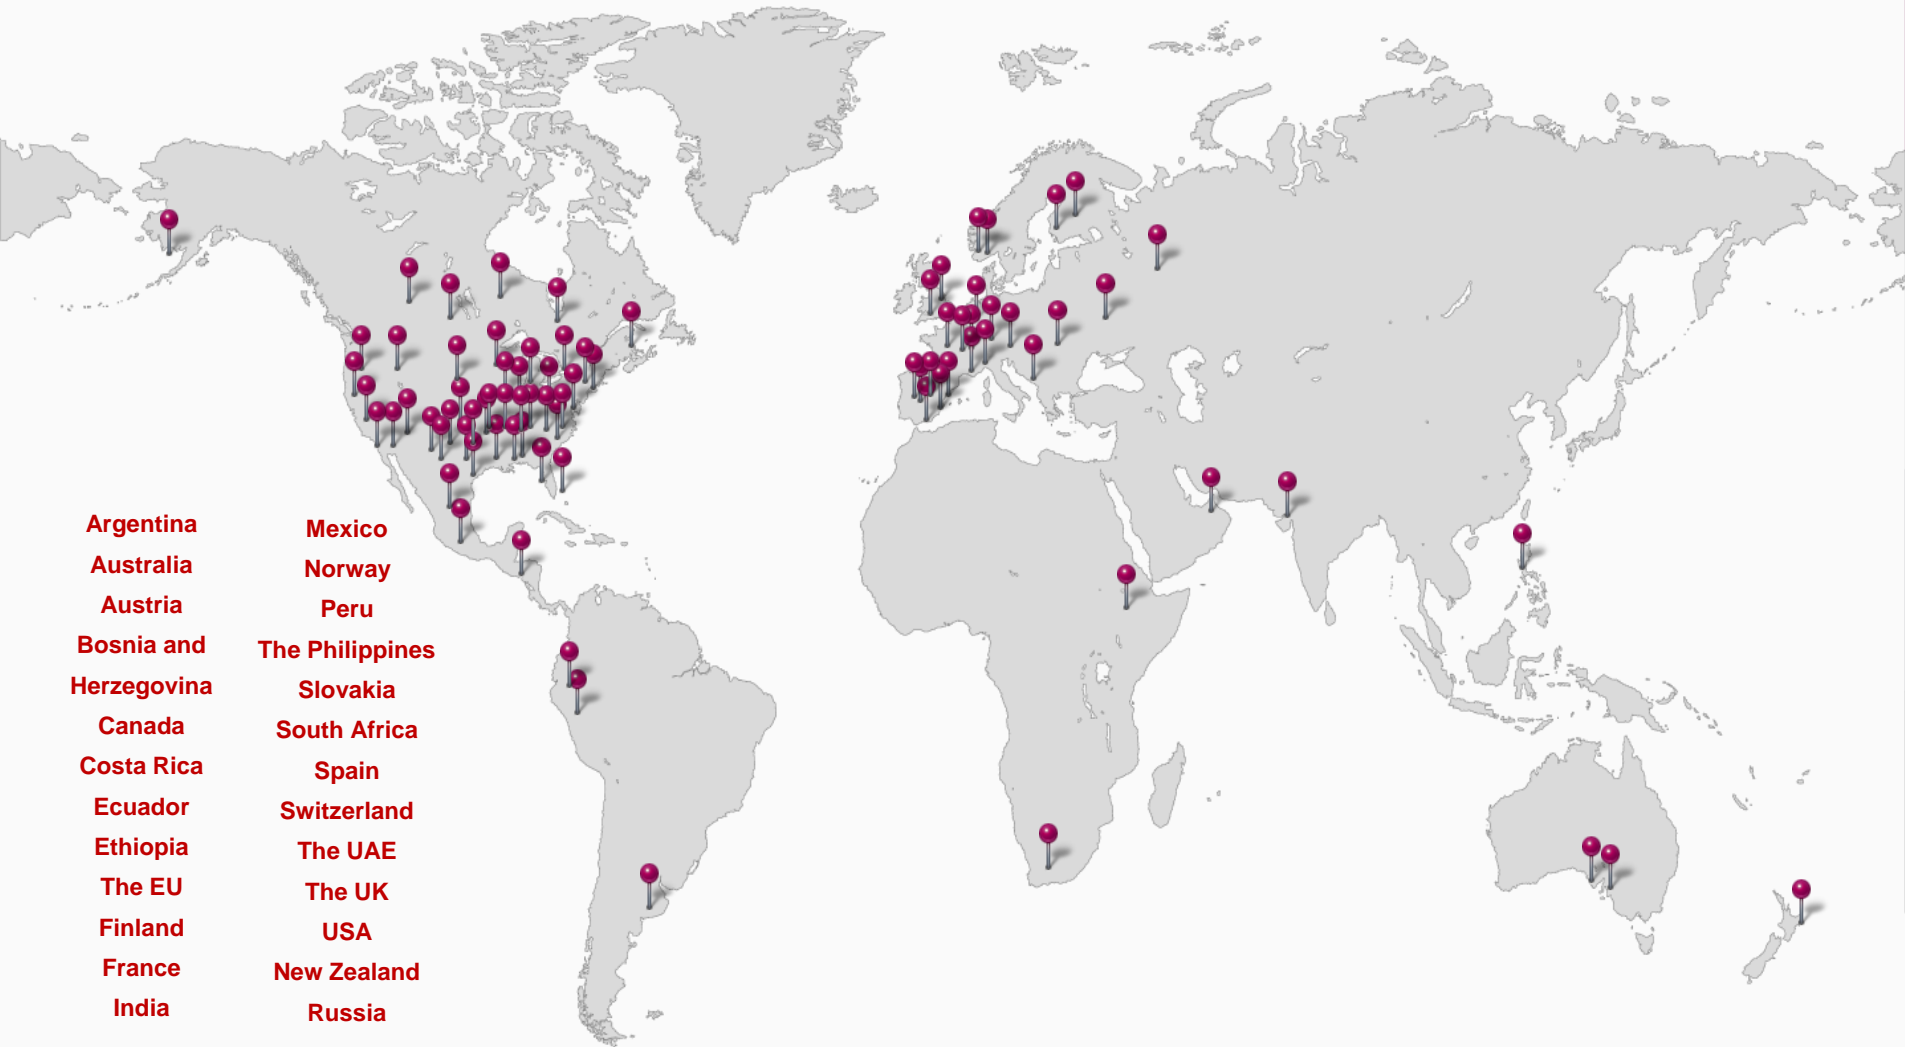 Argentina
Australia
Austria
Bosnia and
Herzegovina
Canada
Costa Rica
Ecuador
Ethiopia
The EU
Finland
France
India
Mexico
Norway
Peru
The Philippines
Slovakia
South Africa
Spain
Switzerland
The UAE
The UK
USA
New Zealand
Russia